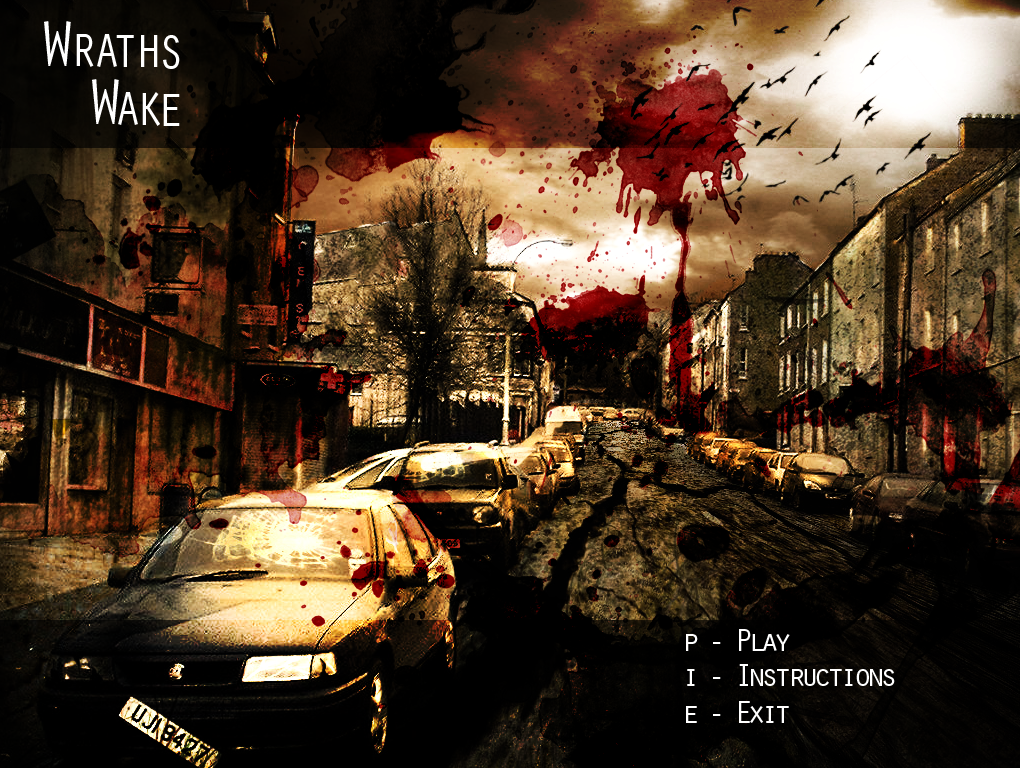 WRATHS
WAKE
P - PLAY
I - INSTRUCTIONS
E - EXIT